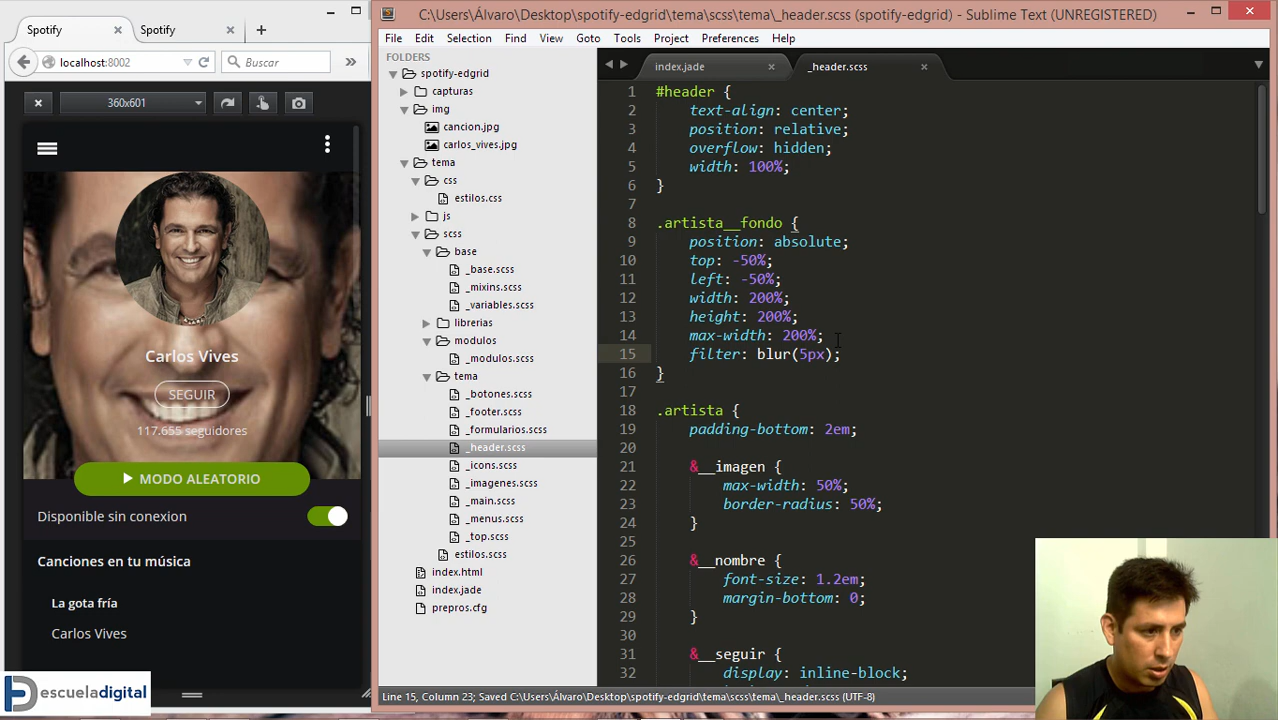 Spotify
Spotify
localhost:8002
Buscar
360x601
Carlos Vives
SEGUIR
117.655 seguidores
MODO ALEATORIO
Disponible sin conexion
Canciones en tu música
La gota fría
Carlos Vives
escueladigital
C:\Users\Álvaro\Desktop\spotify-edgrid\tema\scss\tema\_header.scss (spotify-edgrid) - Sublime Text (UNREGISTERED)
File Edit Selection Find View Goto Tools Project Preferences Help
FOLDERS
spotify-edgrid
capturas
img
cancion.jpg
carlos_vives.jpg
tema
css
estilos.css
js
scss
base
_base.scss
_mixins.scss
_variables.scss
librerias
modulos
_modulos.scss
tema
_botones.scss
_footer.scss
_formularios.scss
_header.scss
_icons.scss
_imagenes.scss
_main.scss
_menus.scss
_top.scss
estilos.scss
index.html
index.jade
prepros.cfg
index.jade
_header.scss
1 #header {
2 text-align: center;
3 position: relative;
4 overflow: hidden;
5 width: 100%;
6 }
7
8 .artista__fondo {
9 position: absolute;
10 top: -50%;
11 left: -50%;
12 width: 200%;
13 height: 200%;
14 max-width: 200%;
15 filter: blur(5px);
16 }
17
18 .artista {
19 padding-bottom: 2em;
20
21 &__imagen {
22 max-width: 50%;
23 border-radius: 50%;
24 }
25
26 &__nombre {
27 font-size: 1.2em;
28 margin-bottom: 0;
29 }
30
31 &__seguir {
32 display: inline-block;
Line 15, Column 23; Saved C:\Users\Álvaro\Desktop\spotify-edgrid\tema\scss\tema\_header.scss (UTF-8)